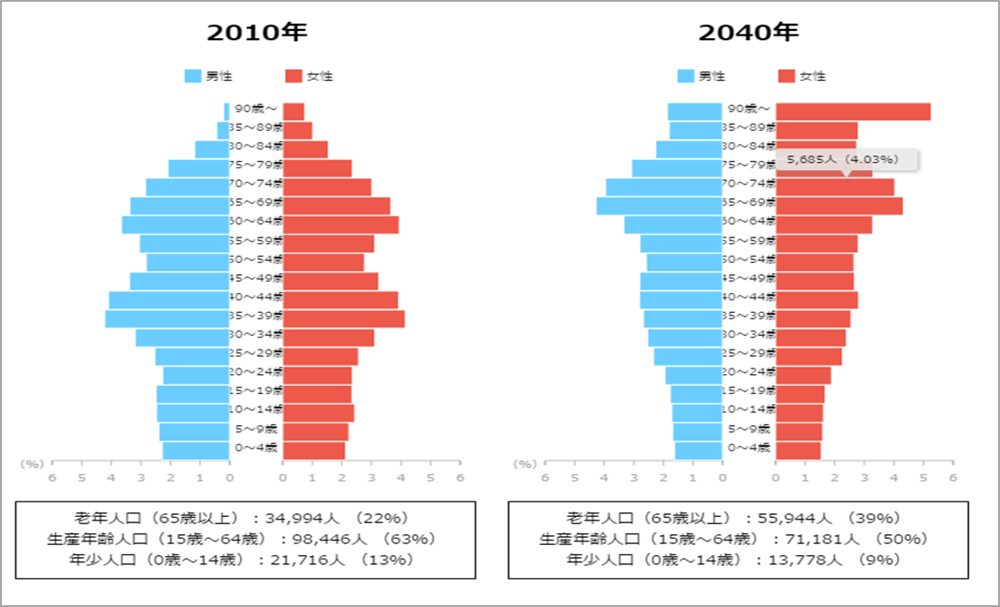 2010年
男性
女性
90歳～
85～89歳
80～84歳
75～79歳
70～74歳
65～69歳
60～64歳
55～59歳
50～54歳
45～49歳
40～44歳
35～39歳
30～34歳
25～29歳
20～24歳
15～19歳
10～14歳
5～9歳
0～4歳
(%)
6 5 4 3 2 1 0 0 1 2 3 4 5 6
老年人口（65歳以上）：34,994人 （22%）
生産年齢人口（15歳～64歳）：98,446人 （63%）
年少人口（0歳～14歳）：21,716人 （13%）
2040年
男性
女性
90歳～
85～89歳
80～84歳
5,685人（4.03%）
75～79歳
70～74歳
65～69歳
60～64歳
55～59歳
50～54歳
45～49歳
40～44歳
35～39歳
30～34歳
25～29歳
20～24歳
15～19歳
10～14歳
5～9歳
0～4歳
(%)
6 5 4 3 2 1 0 0 1 2 3 4 5 6
老年人口（65歳以上）：55,944人 （39%）
生産年齢人口（15歳～64歳）：71,181人 （50%）
年少人口（0歳～14歳）：13,778人 （9%）